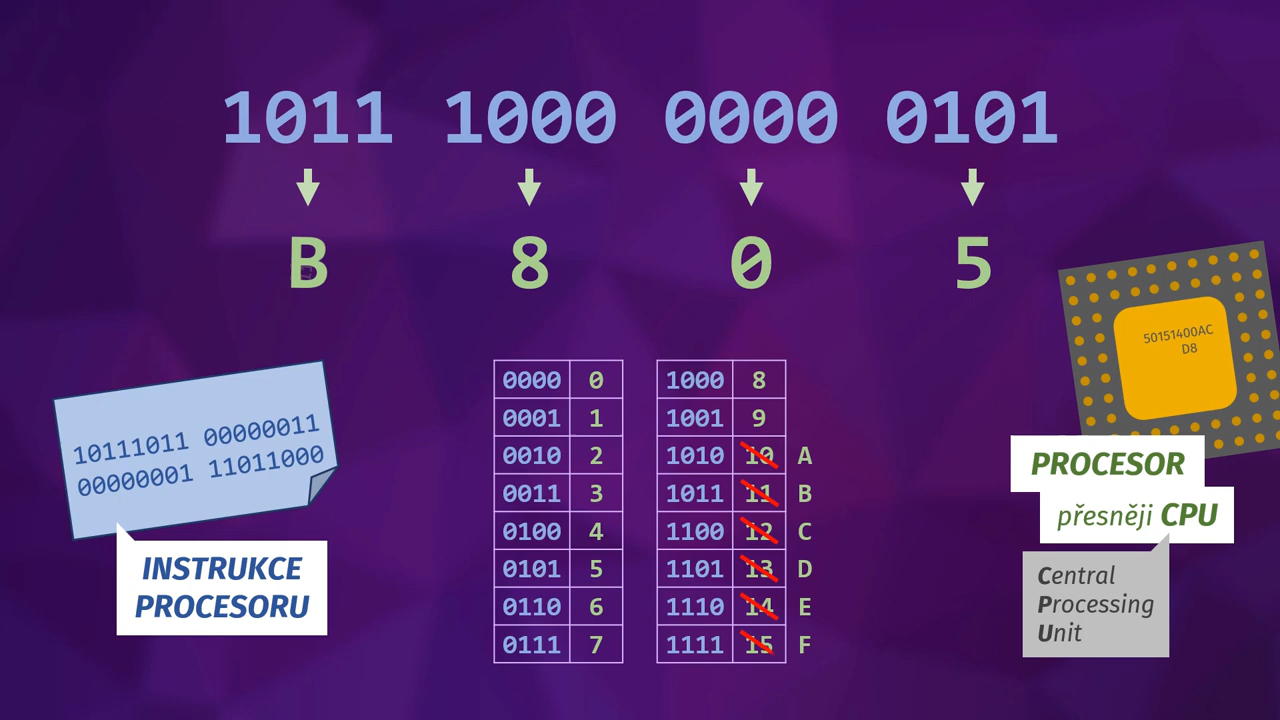 1011 1000 0000 0101
B 8 0 5
10111011 00000011
00000001 11011000
INSTRUKCE
PROCESORU
0000 0
0001 1
0010 2
0011 3
0100 4
0101 5
0110 6
0111 7
1000 8
1001 9
1010 10 A
1011 11 B
1100 12 C
1101 13 D
1110 14 E
1111 15 F
50151400AC
D8
PROCESOR
přesněji CPU
Central
Processing
Unit